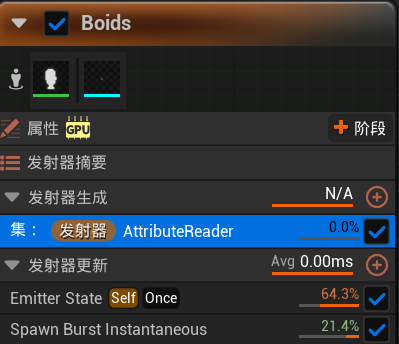 Boids
属性 GPU 阶段
发射器摘要
发射器生成 N/A
集： 发射器 AttributeReader 0.0%
发射器更新 Avg 0.00ms
Emitter State Self Once 64.3%
Spawn Burst Instantaneous 21.4%